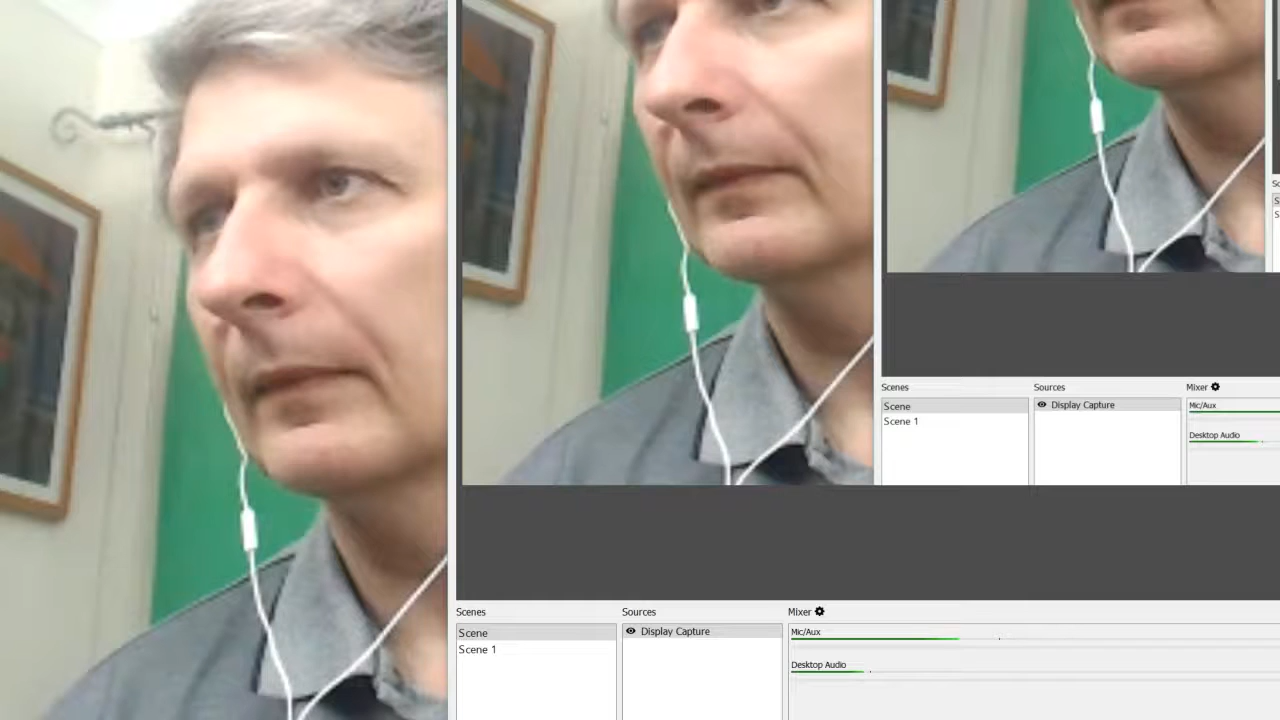 Scenes Sources Mixer
Scene Display Capture Mic/Aux
Scene 1
Desktop Audio
Scenes Sources Mixer
Scene Display Capture Mic/Aux
Scene 1
Desktop Audio